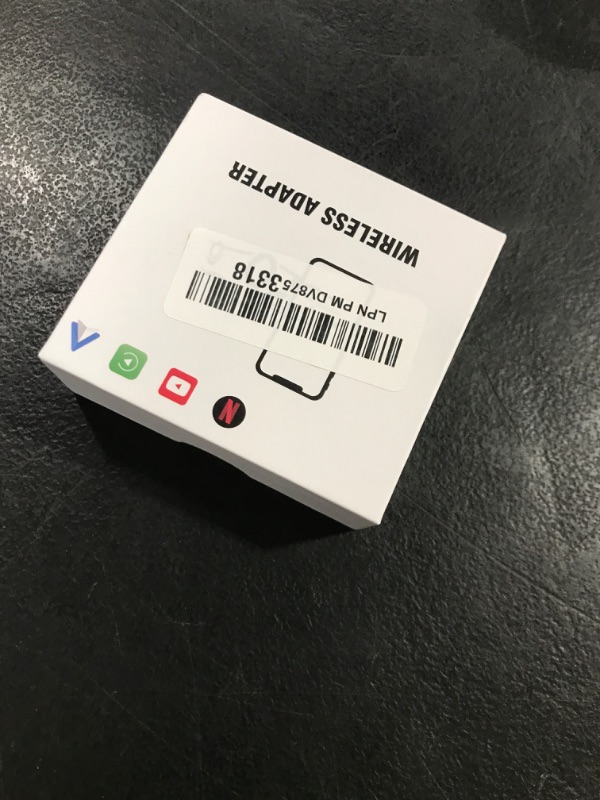 WIRELESS ADAPTER
LPN PM DV8753318
N